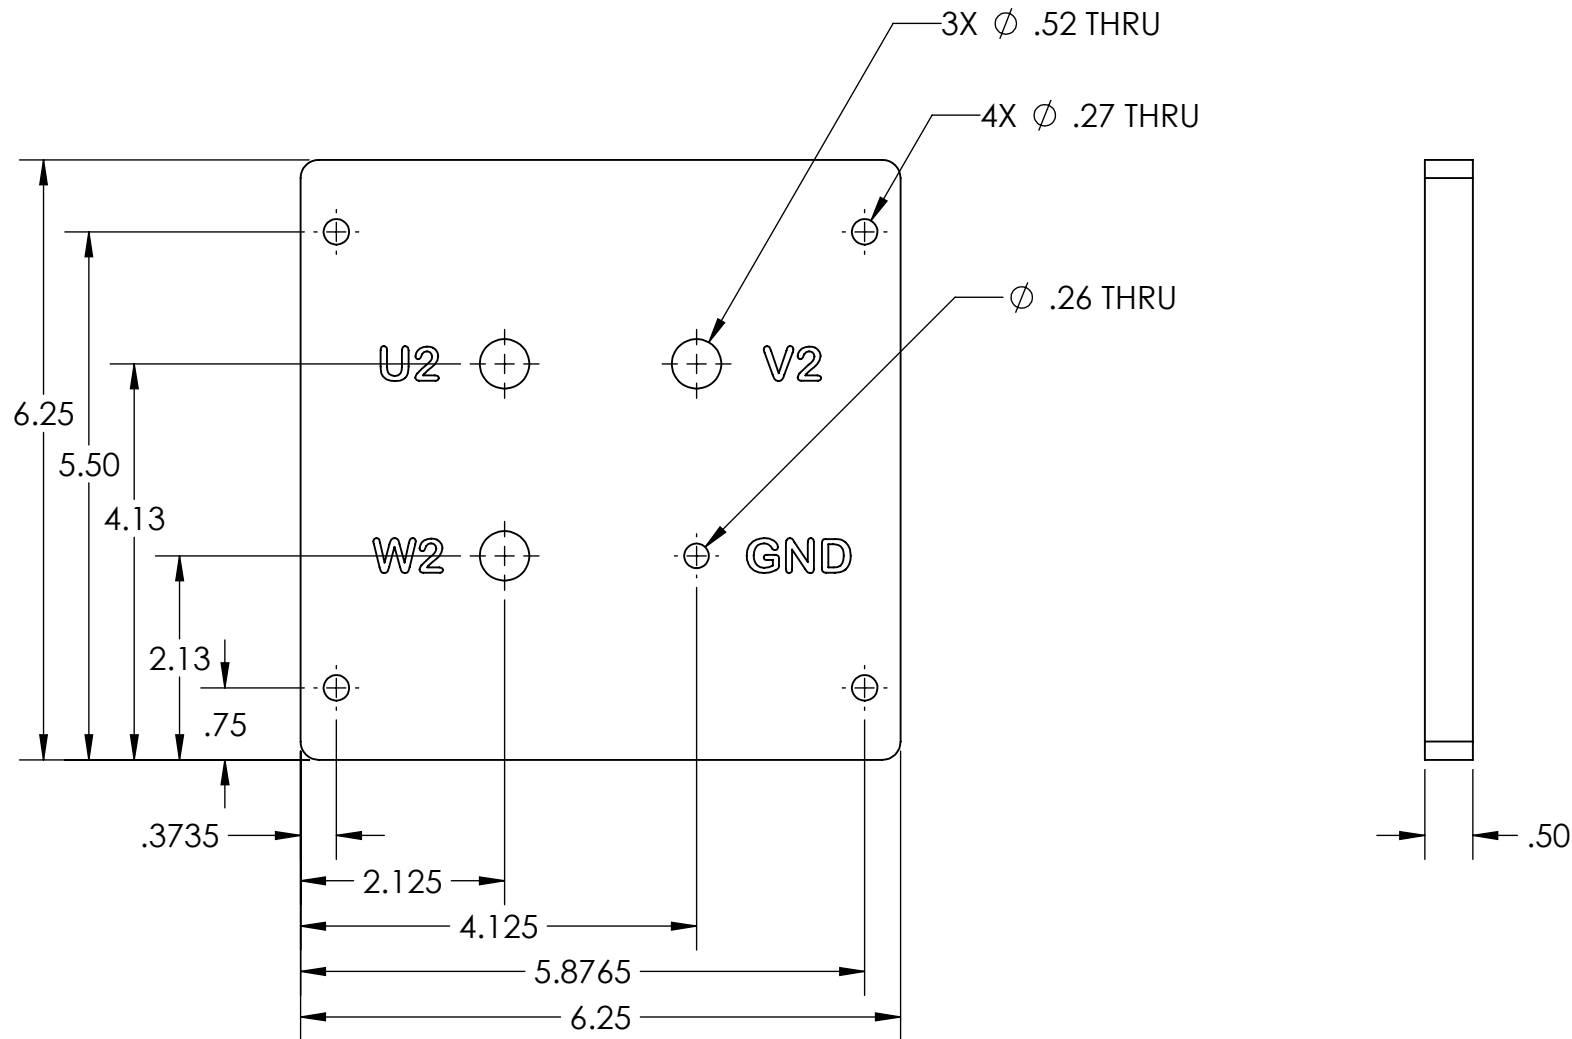 3X ∅ .52 THRU
4X ∅ .27 THRU
∅ .26 THRU
U2
V2
6.25
5.50
4.13
W2
GND
2.13
.75
.3735
.50
2.125
4.125
5.8765
6.25